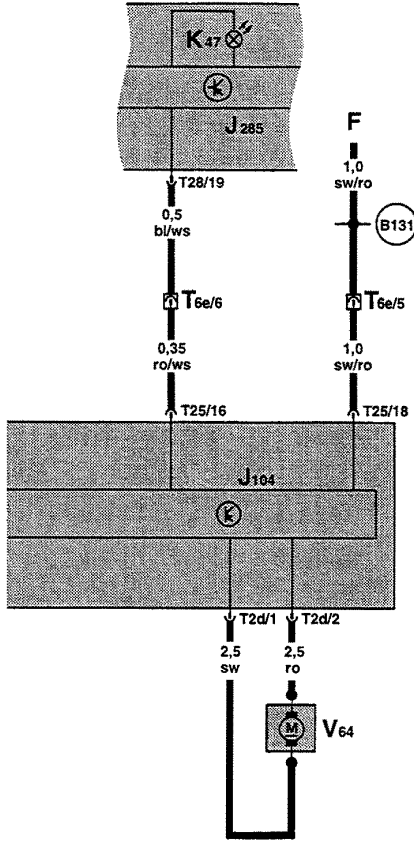 K47
J285
F
T28/19
1,0
sw/ro
0,5
bl/ws
B131
T6e/6
T6e/5
0,35
ro/ws
1,0
sw/ro
T25/16
T25/18
J104
T2d/1
T2d/2
2,5
sw
2,5
ro
M
V64